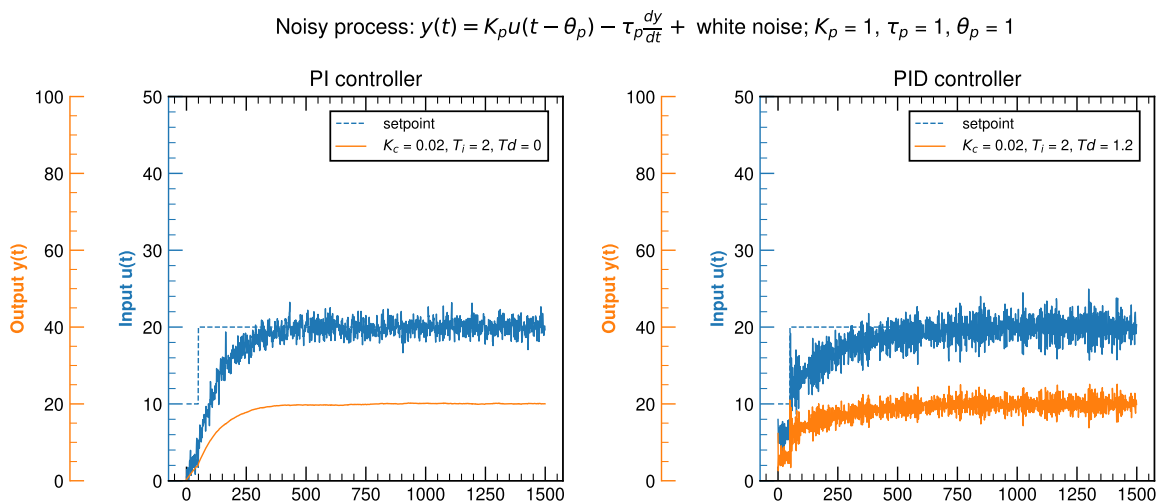 Noisy process: y(t) = K_p u(t − θ_p) − τ_p dy/dt + white noise; K_p = 1, τ_p = 1, θ_p = 1
PI controller
100
80
60
40
20
0
Output y(t)
50
40
30
20
10
0
Input u(t)
setpoint
K_c = 0.02, T_i = 2, Td = 0
0 250 500 750 1000 1250 1500
PID controller
100
80
60
40
20
0
Output y(t)
50
40
30
20
10
0
Input u(t)
setpoint
K_c = 0.02, T_i = 2, Td = 1.2
0 250 500 750 1000 1250 1500